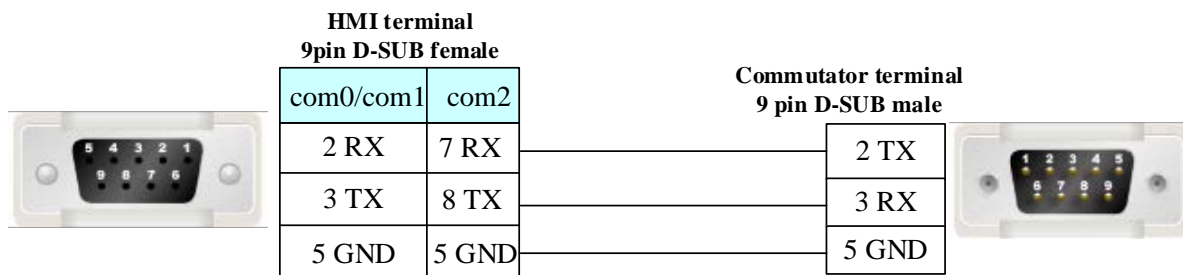 HMI terminal
9pin D-SUB female
Commutator terminal
9 pin D-SUB male
com0/com1 com2
2 RX 7 RX
3 TX 8 TX
5 GND 5 GND
2 TX
3 RX
5 GND
5 4 3 2 1
9 8 7 6
1 2 3 4 5
6 7 8 9